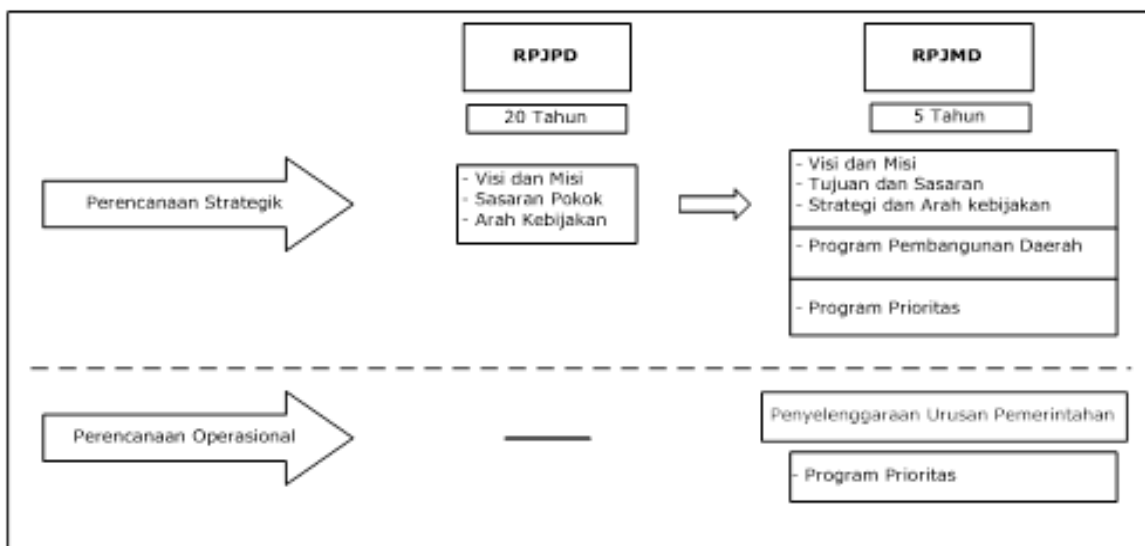 RPJPD
RPJMD
20 Tahun
5 Tahun
Perencanaan Strategik
- Visi dan Misi
- Sasaran Pokok
- Arah Kebijakan
- Visi dan Misi
- Tujuan dan Sasaran
- Strategi dan Arah kebijakan
- Program Pembangunan Daerah
- Program Prioritas
Perencanaan Operasional
Penyelenggaraan Urusan Pemerintahan
- Program Prioritas